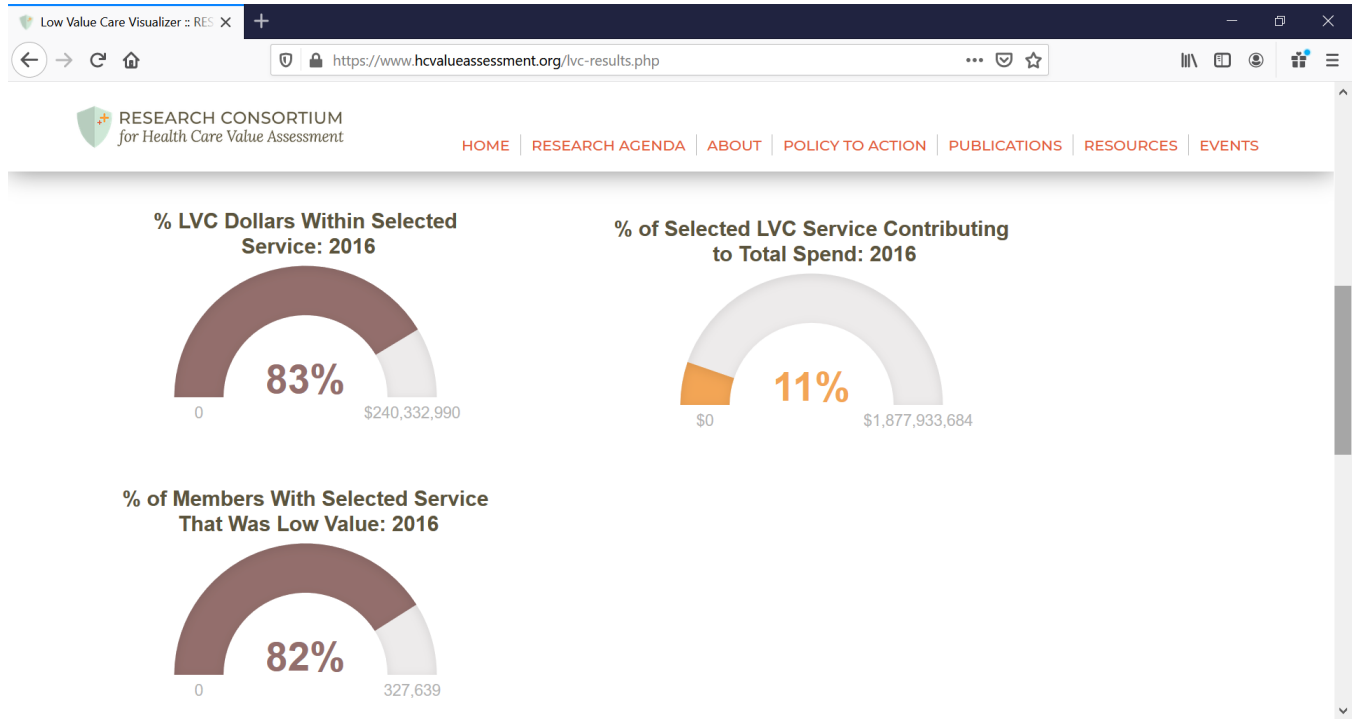 Low Value Care Visualizer :: RES
https://www.hcvalueassessment.org/lvc-results.php
RESEARCH CONSORTIUM
for Health Care Value Assessment
HOME
RESEARCH AGENDA
ABOUT
POLICY TO ACTION
PUBLICATIONS
RESOURCES
EVENTS
% LVC Dollars Within Selected
Service: 2016
83%
0
$240,332,990
% of Selected LVC Service Contributing
to Total Spend: 2016
11%
$0
$1,877,933,684
% of Members With Selected Service
That Was Low Value: 2016
82%
0
327,639